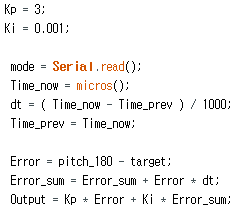 Kp = 3;
Ki = 0.001;
mode = Serial.read();
Time_now = micros();
dt = ( Time_now - Time_prev ) / 1000;
Time_prev = Time_now;
Error = pitch_180 - target;
Error_sum = Error_sum + Error * dt;
Output = Kp * Error + Ki * Error_sum;